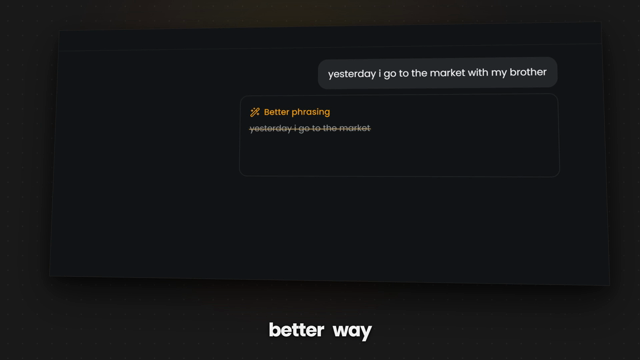 yesterday i go to the market with my brother
Better phrasing
yesterday i go to the market
better way